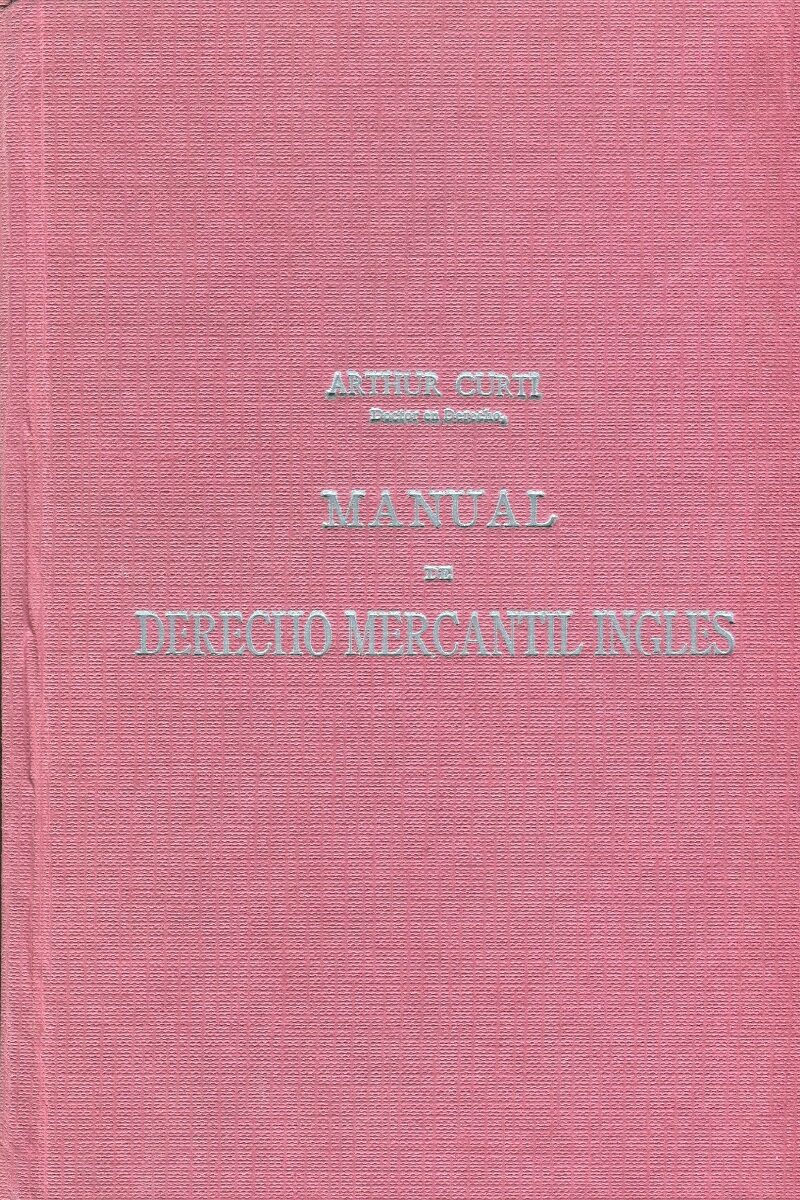 ARTHUR CURTI
Doctor en Derecho,
MANUAL
DE
DERECHO MERCANTIL INGLES